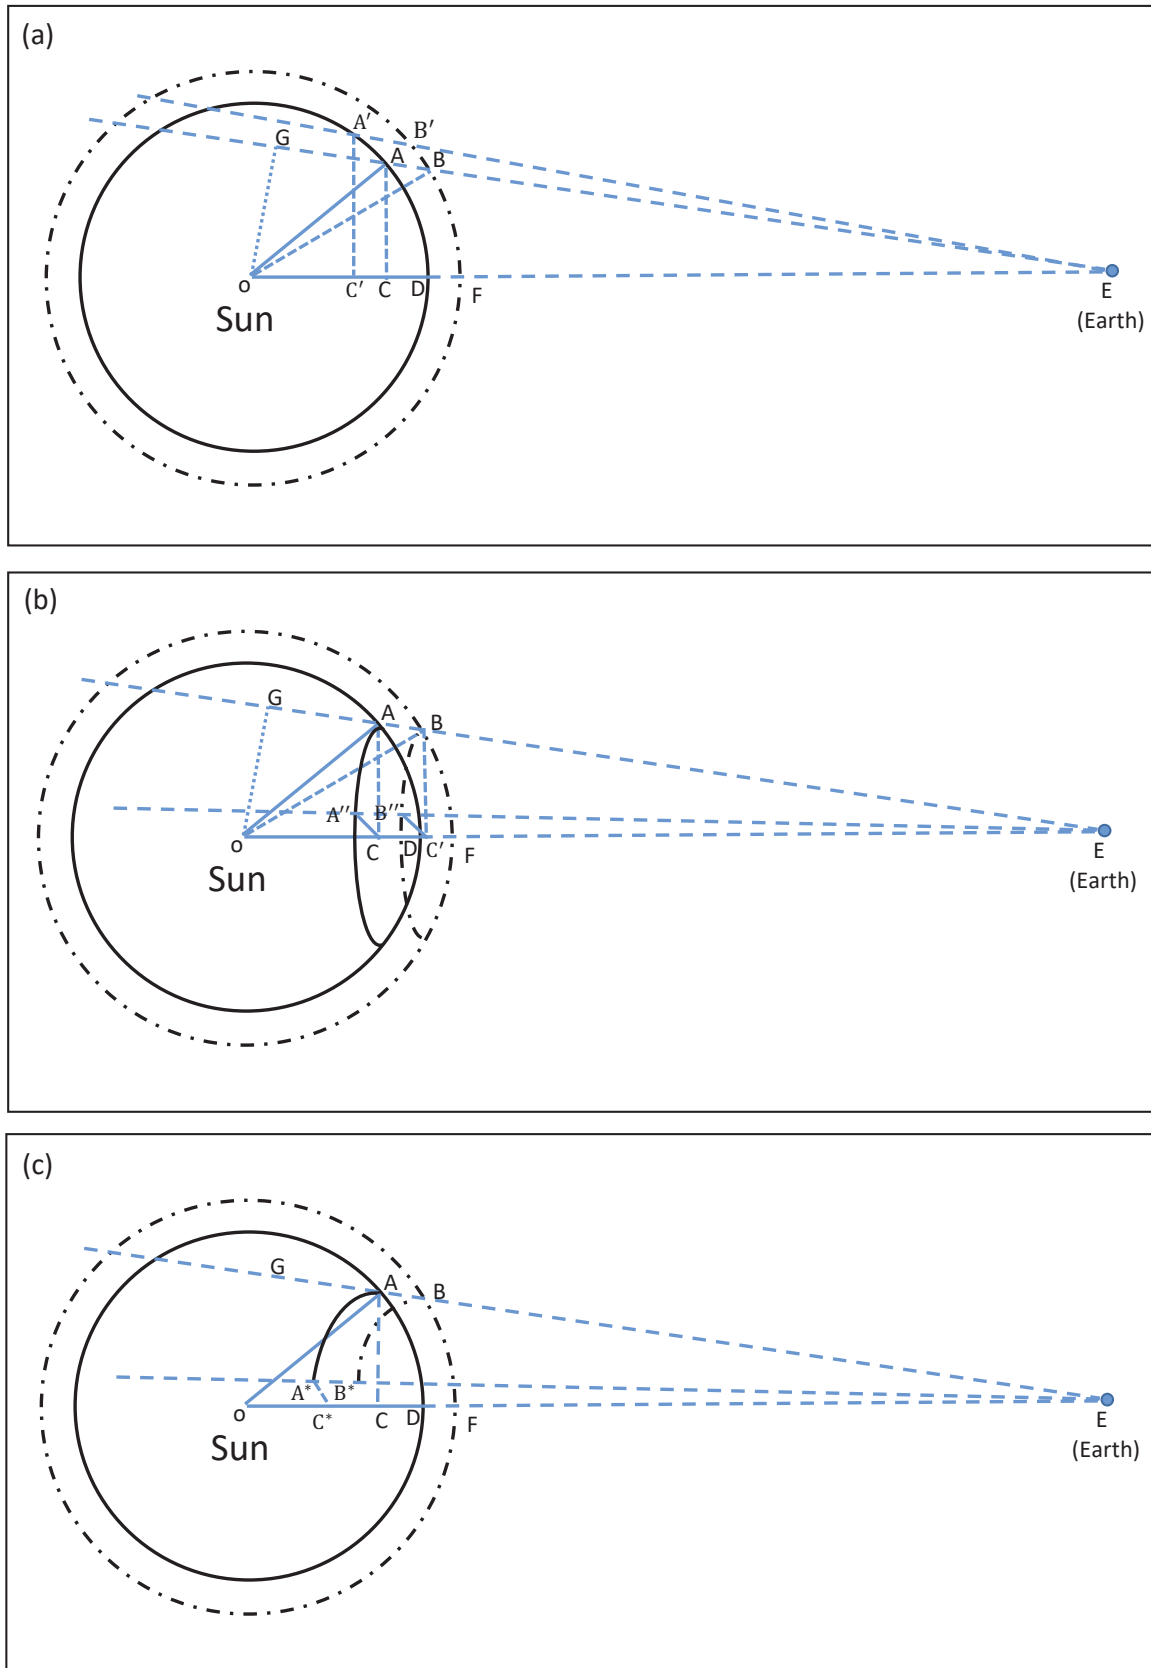 (a)
A′
B′
G
A
B
o
C′
C
D
F
E
Sun
(Earth)
(b)
G
A
B
A′′
B′′
o
C
D
C′
F
E
Sun
(Earth)
(c)
G
A
B
A*
B*
o
C*
C
D
F
E
Sun
(Earth)